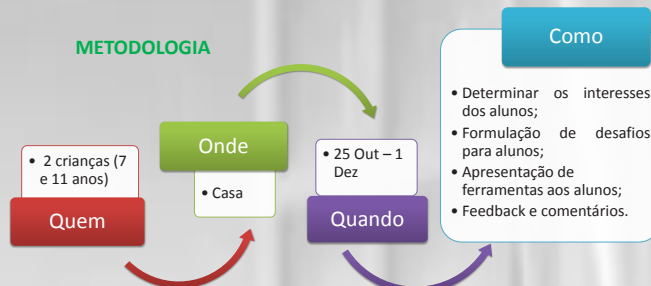 METODOLOGIA
• 2 crianças (7
e 11 anos)
Quem
Onde
• Casa
• 25 Out – 1
Dez
Quando
Como
• Determinar os interesses
dos alunos;
• Formulação de desafios
para alunos;
• Apresentação de
ferramentas aos alunos;
• Feedback e comentários.